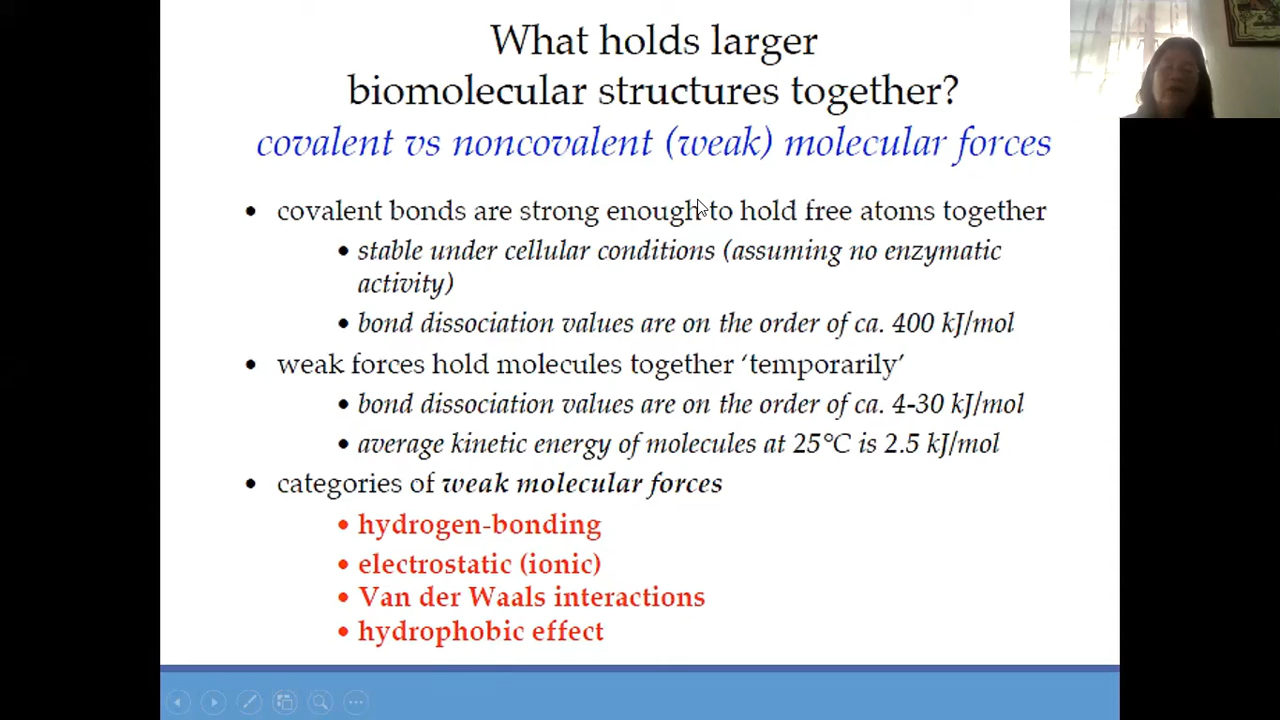 What holds larger
biomolecular structures together?
covalent vs noncovalent (weak) molecular forces
• covalent bonds are strong enough to hold free atoms together
• stable under cellular conditions (assuming no enzymatic
activity)
• bond dissociation values are on the order of ca. 400 kJ/mol
• weak forces hold molecules together ‘temporarily’
• bond dissociation values are on the order of ca. 4-30 kJ/mol
• average kinetic energy of molecules at 25°C is 2.5 kJ/mol
• categories of weak molecular forces
• hydrogen-bonding
• electrostatic (ionic)
• Van der Waals interactions
• hydrophobic effect